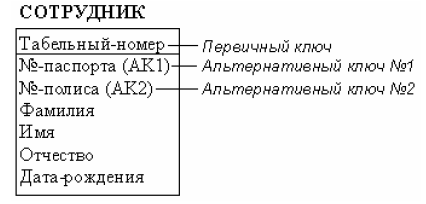 СОТРУДНИК
Табельный-номер Первичный ключ
№-паспорта (АК1) Альтернативный ключ №1
№-полиса (АК2) Альтернативный ключ №2
Фамилия
Имя
Отчество
Дата-рождения